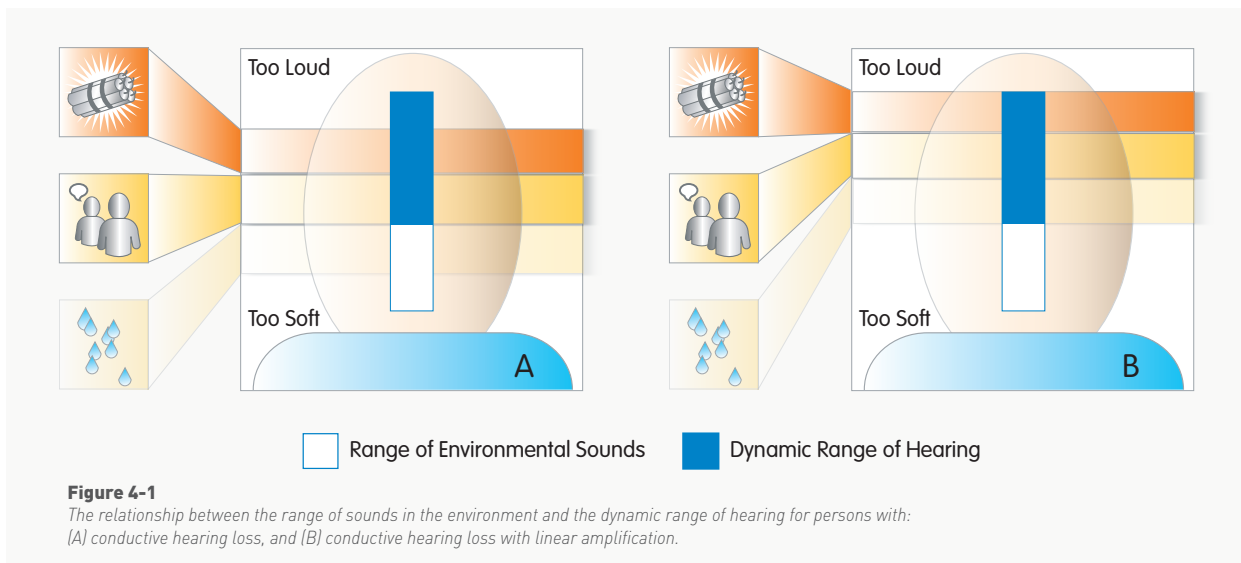 Too Loud
Too Soft
A
Too Loud
Too Soft
B
Range of Environmental Sounds
Dynamic Range of Hearing
Figure 4-1
The relationship between the range of sounds in the environment and the dynamic range of hearing for persons with:
(A) conductive hearing loss, and (B) conductive hearing loss with linear amplification.